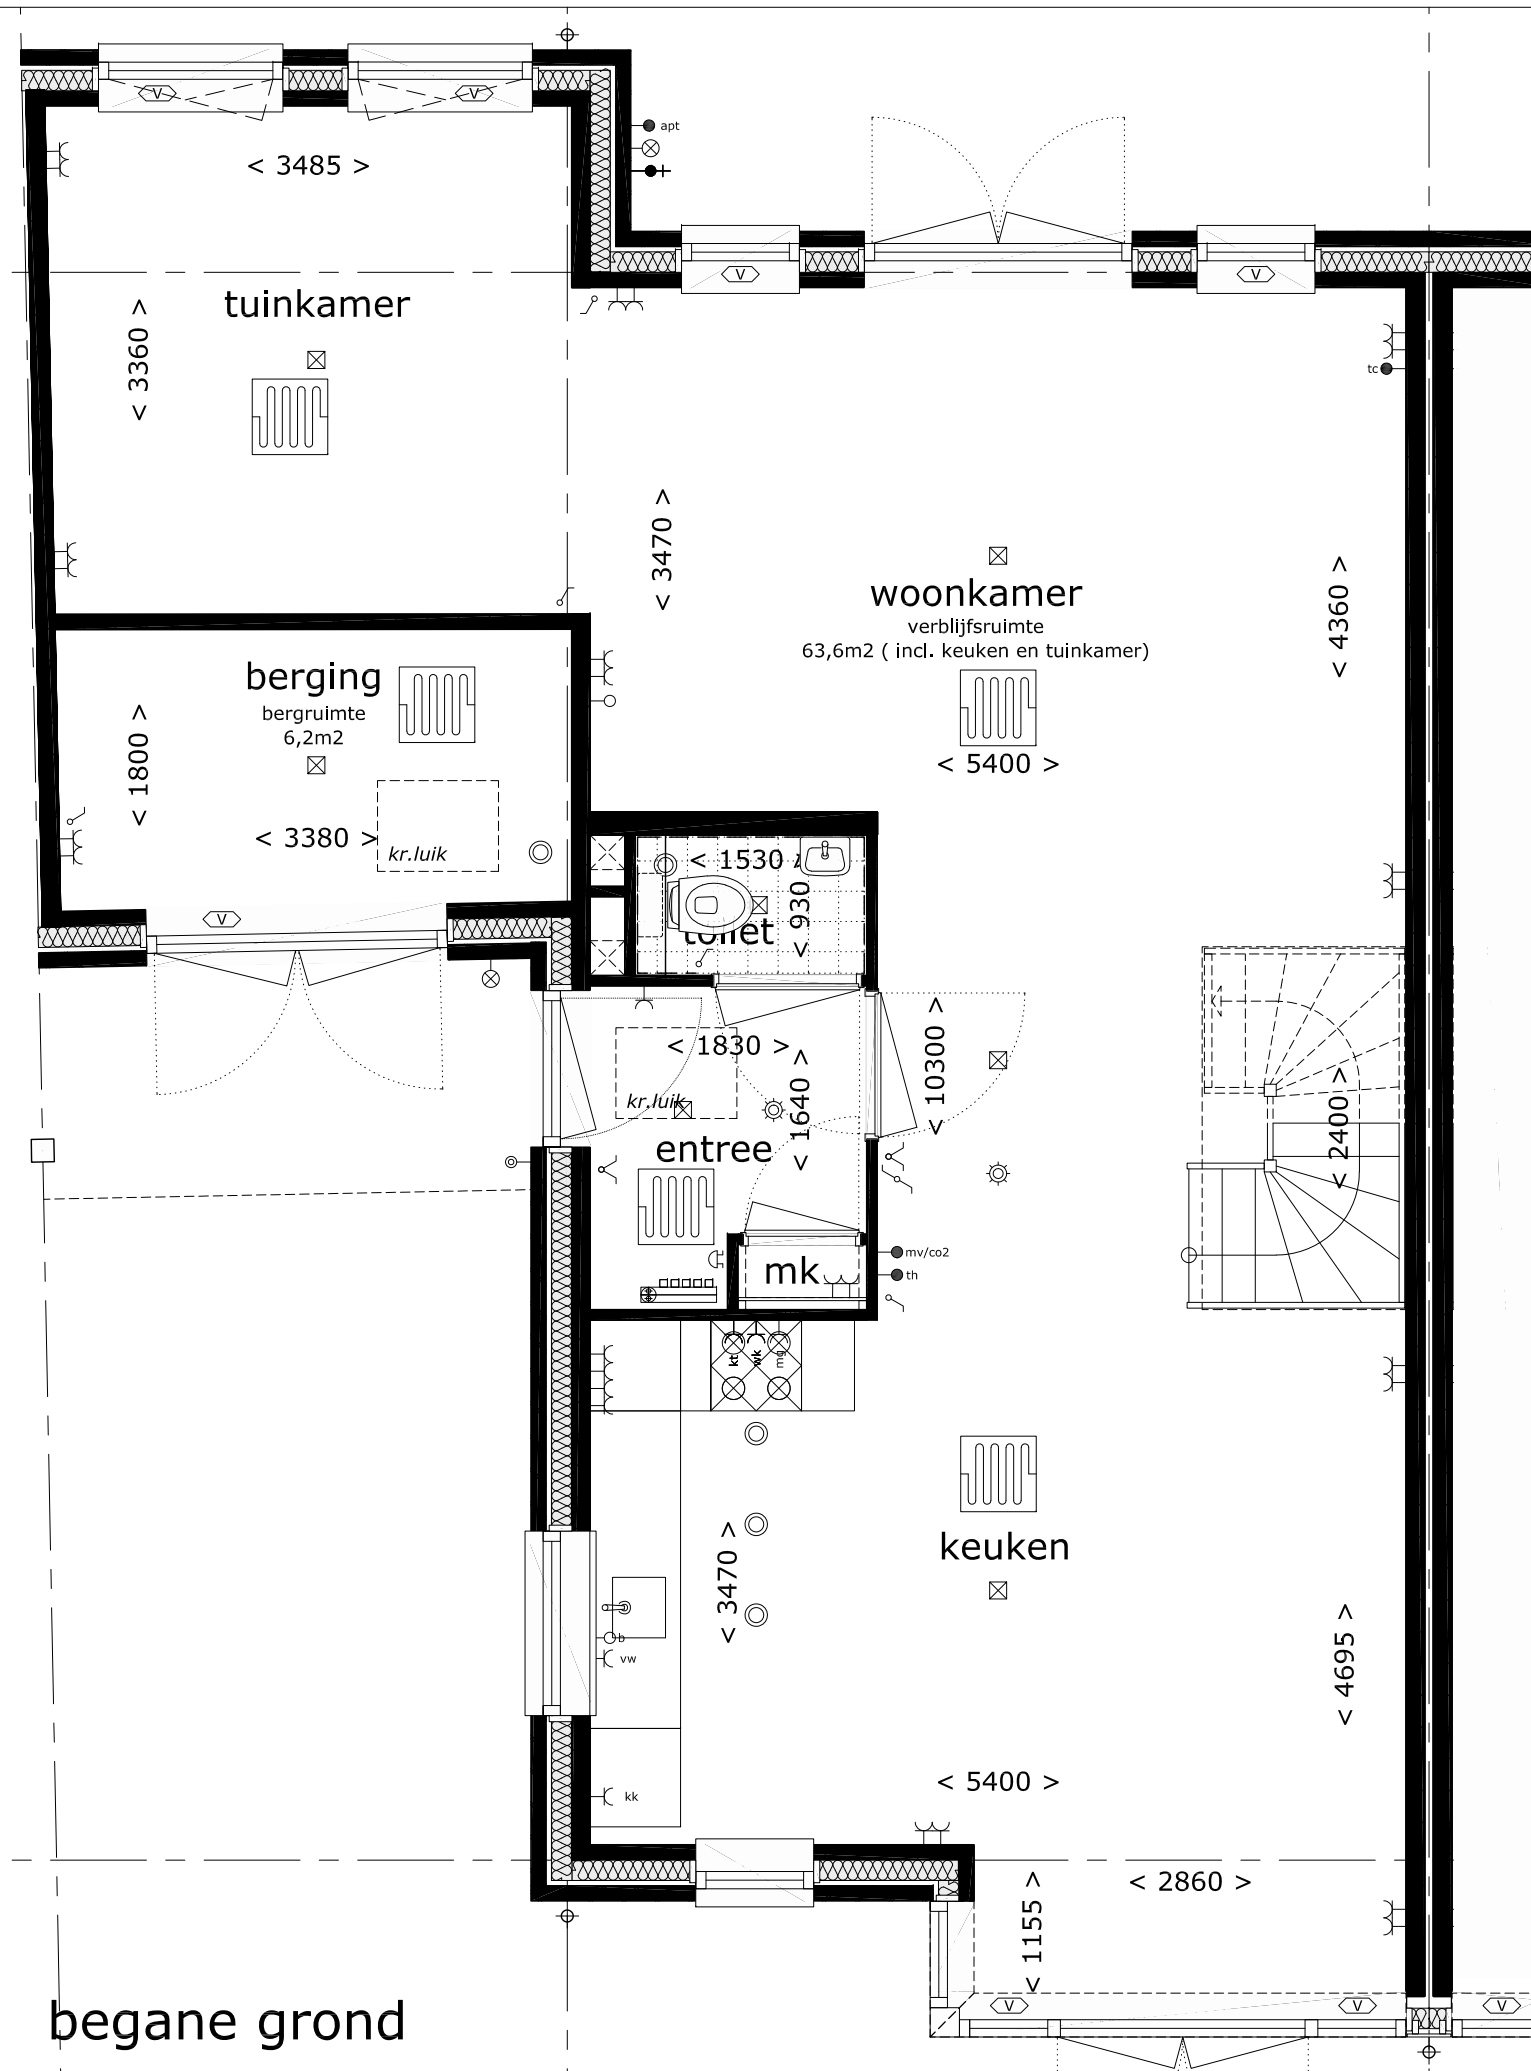 V
V
apt
< 3485 >
V
V
tuinkamer
< 3360 >
tc
< 3470 >
woonkamer
verblijfsruimte
63,6m2 ( incl. keuken en tuinkamer)
< 4360 >
< 5400 >
berging
bergruimte
6,2m2
< 1800 >
< 3380 >
kr.luik
V
< 1530 >
< 930 >
toilet
< 1830 >
kr.luik
< 1640 >
entree
< 10300 >
< 2400 >
mv/co2
th
mk
kt
wk
mg
keuken
< 3470 >
b
vw
< 4695 >
< 5400 >
kk
< 2860 >
< 1155 >
V
V
V
begane grond